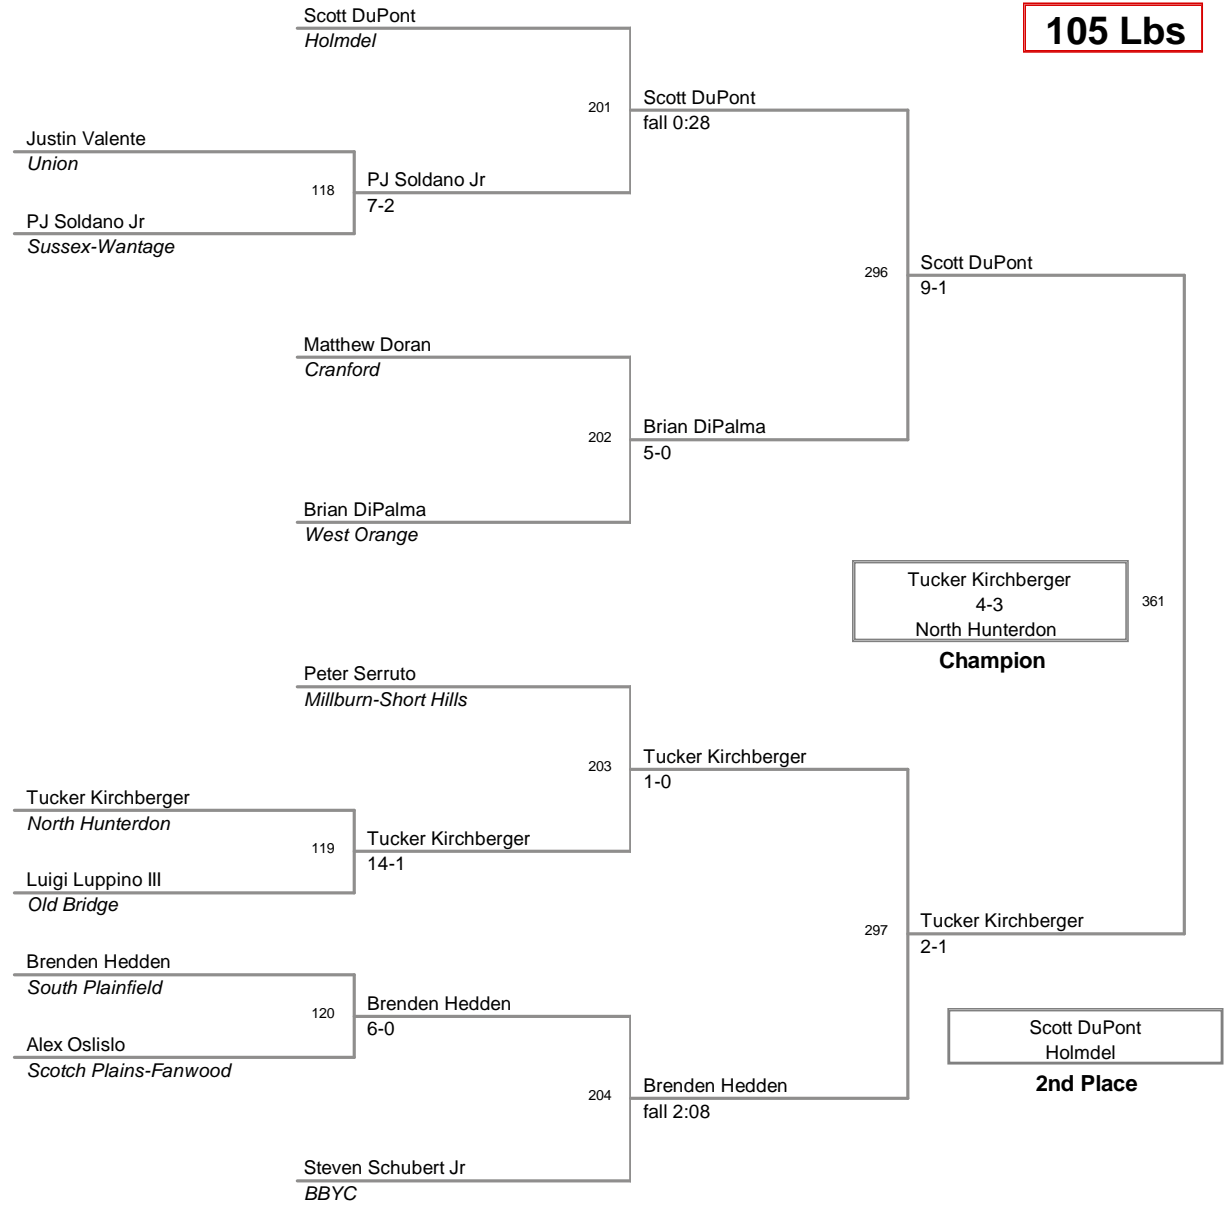 Scott DuPont
Holmdel
105 Lbs
201
Scott DuPont
fall 0:28
Justin Valente
Union
118
PJ Soldano Jr
7-2
PJ Soldano Jr
Sussex-Wantage
296
Scott DuPont
9-1
Matthew Doran
Cranford
202
Brian DiPalma
5-0
Brian DiPalma
West Orange
Tucker Kirchberger
4-3
North Hunterdon
361
Champion
Peter Serruto
Millburn-Short Hills
203
Tucker Kirchberger
1-0
Tucker Kirchberger
North Hunterdon
119
Tucker Kirchberger
14-1
Luigi Luppino III
Old Bridge
297
Tucker Kirchberger
2-1
Brenden Hedden
South Plainfield
120
Brenden Hedden
6-0
Alex Oslislo
Scotch Plains-Fanwood
Scott DuPont
Holmdel
2nd Place
204
Brenden Hedden
fall 2:08
Steven Schubert Jr
BBYC